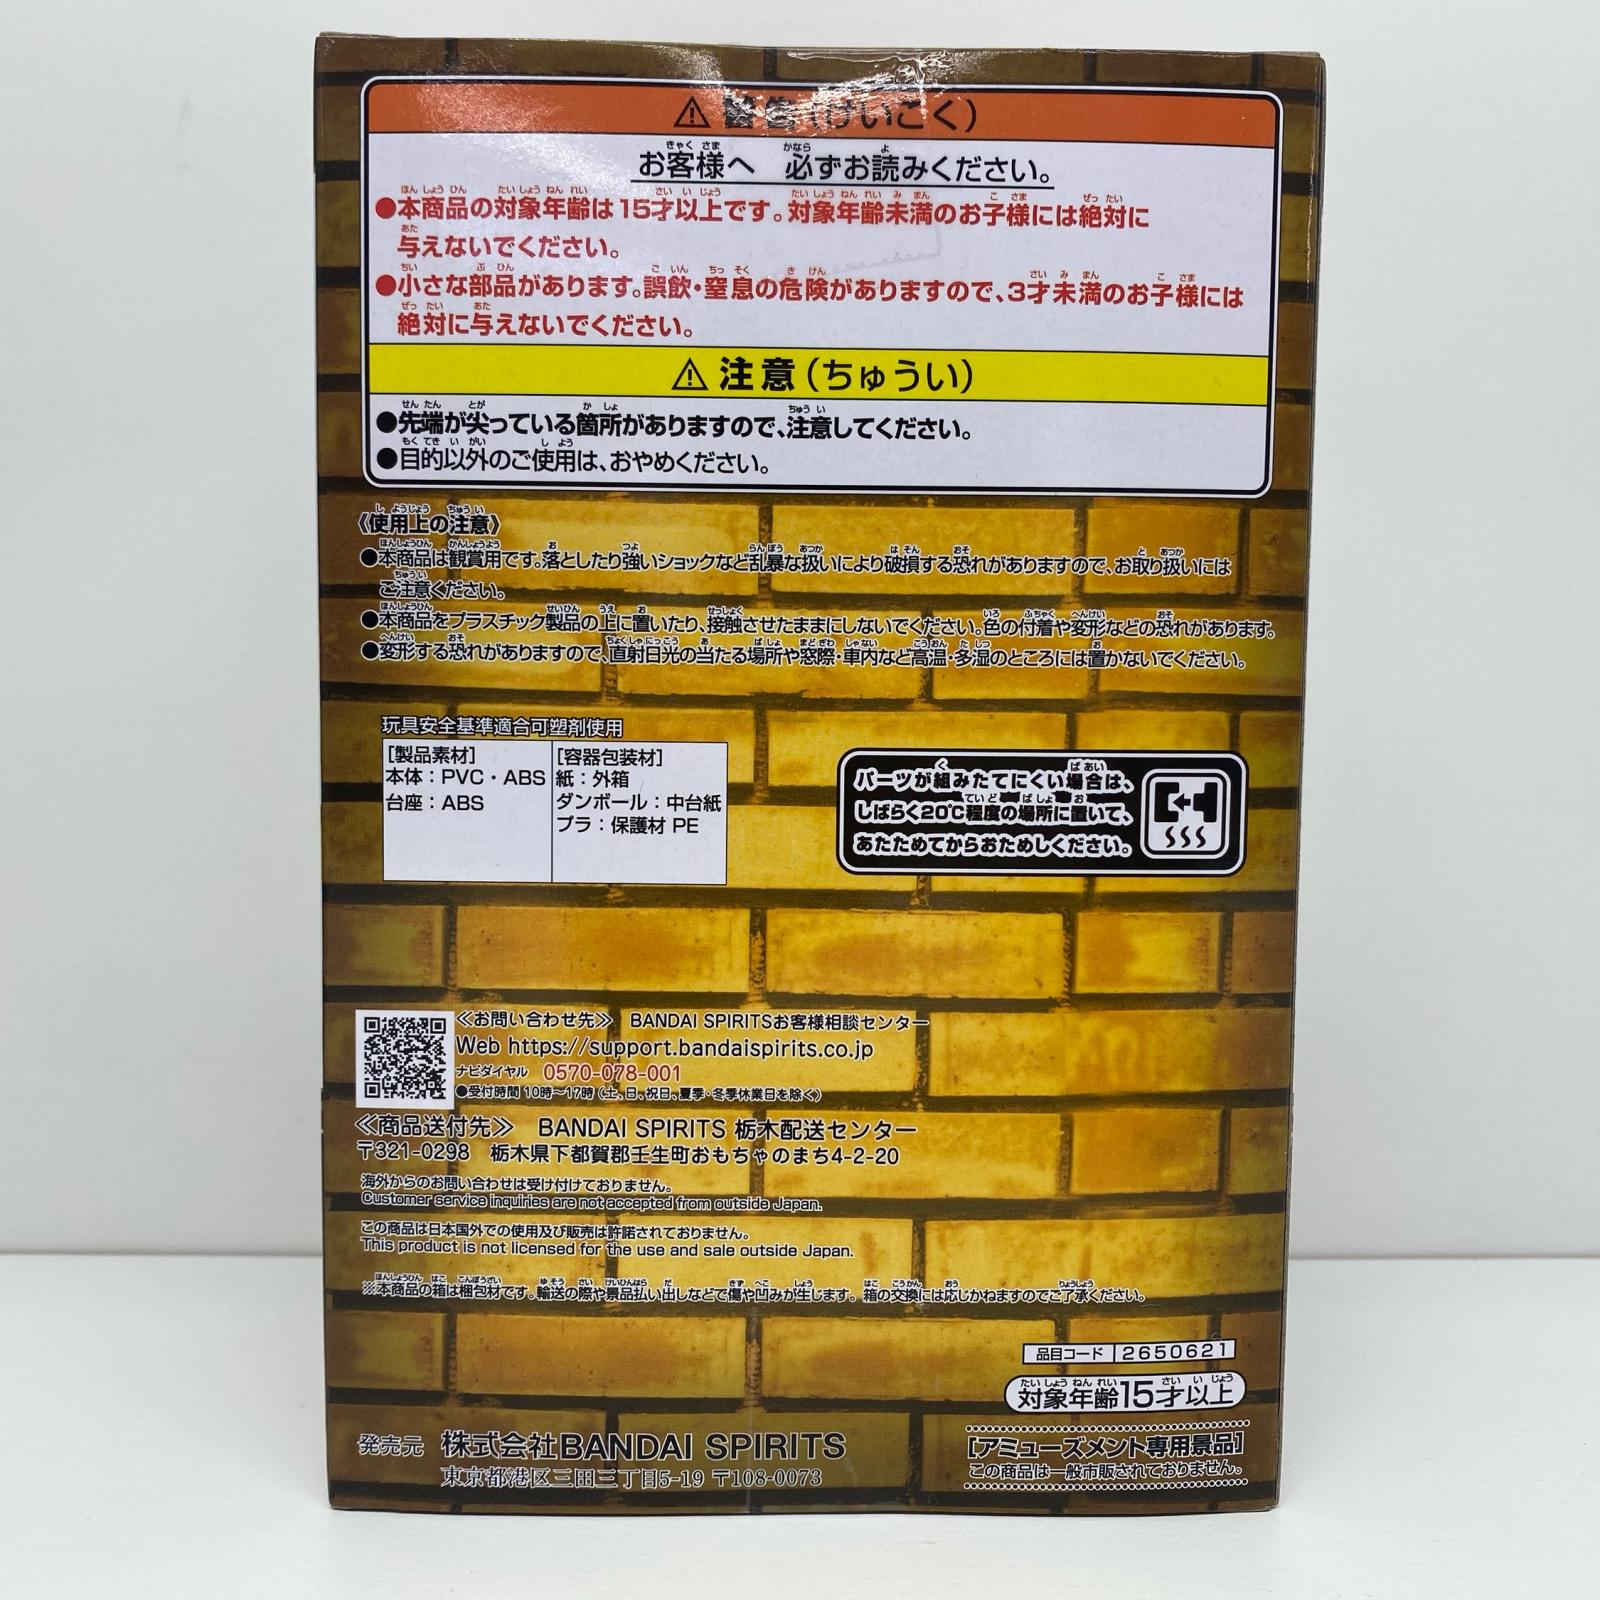 ⚠ 警告(けいこく)
お客様へ 必ずお読みください。
●本商品の対象年齢は15才以上です。対象年齢未満のお子様には絶対に
与えないでください。
●小さな部品があります。誤飲・窒息の危険がありますので、3才未満のお子様には
絶対に与えないでください。
⚠ 注意(ちゅうい)
●先端が尖っている箇所がありますので、注意してください。
●目的以外のご使用は、おやめください。
《使用上の注意》
●本商品は観賞用です。落としたり強いショックなど乱暴な扱いにより破損する恐れがありますので、お取り扱いには
ご注意ください。
●本商品をプラスチック製品の上に置いたり、接触させたままにしないでください。色の付着や変形などの恐れがあります。
●変形する恐れがありますので、直射日光の当たる場所や窓際・車内など高温・多湿のところには置かないでください。
玩具安全基準適合可塑剤使用
[製品素材]
本体：PVC・ABS
台座：ABS
[容器包装材]
紙：外箱
ダンボール：中台紙
プラ：保護材 PE
パーツが組みたてにくい場合は、
しばらく20℃程度の場所に置いて、
あたためてからおためしください。
≪お問い合わせ先≫ BANDAI SPIRITSお客様相談センター
Web https://support.bandaispirits.co.jp
ナビダイヤル 0570-078-001
●受付時間 10時〜17時（土、日、祝日、夏季・冬季休業日を除く）
≪商品送付先≫ BANDAI SPIRITS 栃木配送センター
〒321-0298 栃木県下都賀郡壬生町おもちゃのまち4-2-20
海外からのお問い合わせは受け付けておりません。
Customer service inquiries are not accepted from outside Japan.
この商品は日本国外での使用及び販売は許諾されておりません。
This product is not licensed for the use and sale outside Japan.
※本商品の箱は梱包材です。輸送の際や景品払い出しなどで傷や凹みが生じます。箱の交換には応じかねますのでご了承ください。
品目コード 2650621
対象年齢15才以上
発売元 株式会社BANDAI SPIRITS
東京都港区三田三丁目5-19 〒108-0073
[アミューズメント専用景品]
この商品は一般市販されておりません。